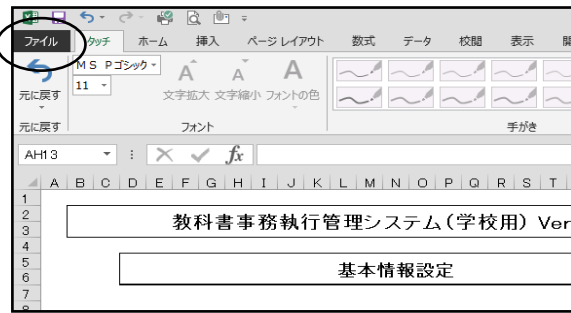 ファイル タッチ ホーム 挿入 ページ レイアウト 数式 データ 校閲 表示
ＭＳ Ｐゴシック
11
元に戻す 文字拡大 文字縮小 フォントの色
元に戻す フォント 手がき
AH13 fx
A B C D E F G H I J K L M N O P Q R S T
1
2
教科書事務執行管理システム（学校用） Ver
3
4
5
基本情報設定
6
7